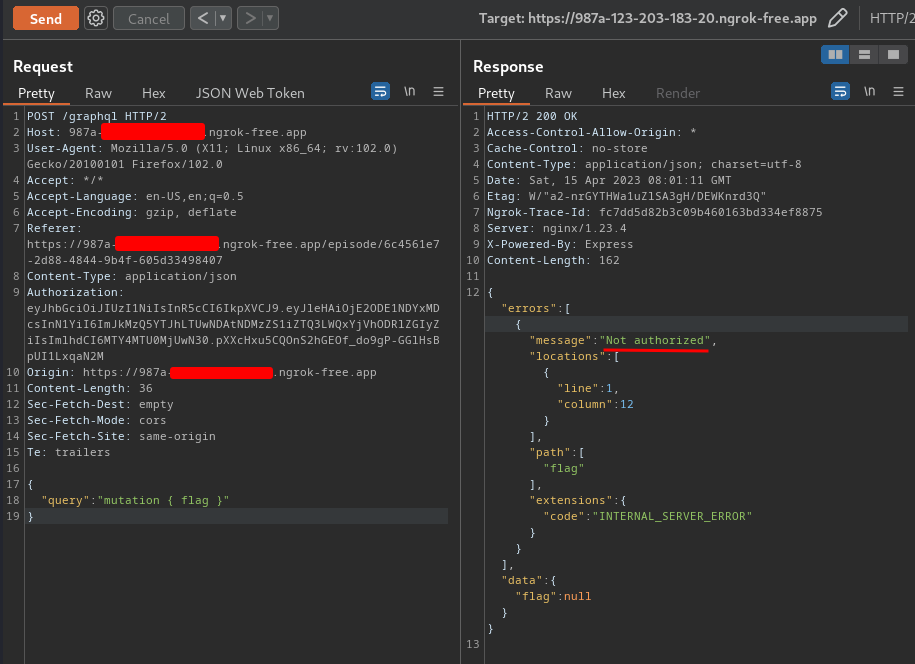 Send Cancel < ▼ > ▼ Target: https://987a-123-203-183-20.ngrok-free.app HTTP/2
Request
Pretty Raw Hex JSON Web Token \n
1 POST /graphql HTTP/2
2 Host: 987a- .ngrok-free.app
3 User-Agent: Mozilla/5.0 (X11; Linux x86_64; rv:102.0)
Gecko/20100101 Firefox/102.0
4 Accept: */*
5 Accept-Language: en-US,en;q=0.5
6 Accept-Encoding: gzip, deflate
7 Referer:
https://987a- .ngrok-free.app/episode/6c4561e7
-2d88-4844-9b4f-605d33498407
8 Content-Type: application/json
9 Authorization:
eyJhbGciOiJIUzI1NiIsInR5cCI6IkpXVCJ9.eyJleHAiOjE2ODE1NDYxMD
csInN1YiI6ImJkMzQ5YTJhLTUwNDAtNDMzZS1iZTQ3LWQxYjVhODRlZGIyZ
iIsImlhdCI6MTY4MTU0MjUwN30.pXXcHxu5CQOnS2hGEOf_do9gP-GGlHsB
pUI1LxqaN2M
10 Origin: https://987a- .ngrok-free.app
11 Content-Length: 36
12 Sec-Fetch-Dest: empty
13 Sec-Fetch-Mode: cors
14 Sec-Fetch-Site: same-origin
15 Te: trailers
16
17 {
18 "query":"mutation { flag }"
19 }
Response
Pretty Raw Hex Render \n
1 HTTP/2 200 OK
2 Access-Control-Allow-Origin: *
3 Cache-Control: no-store
4 Content-Type: application/json; charset=utf-8
5 Date: Sat, 15 Apr 2023 08:01:11 GMT
6 Etag: W/"a2-nrGYTHWa1uZ1SA3gH/DEWKnrd3Q"
7 Ngrok-Trace-Id: fc7dd5d82b3c09b460163bd334ef8875
8 Server: nginx/1.23.4
9 X-Powered-By: Express
10 Content-Length: 162
11
12 {
"errors":[
{
"message":"Not authorized",
"locations":[
{
"line":1,
"column":12
}
],
"path":[
"flag"
],
"extensions":{
"code":"INTERNAL_SERVER_ERROR"
}
}
],
"data":{
"flag":null
}
}
13